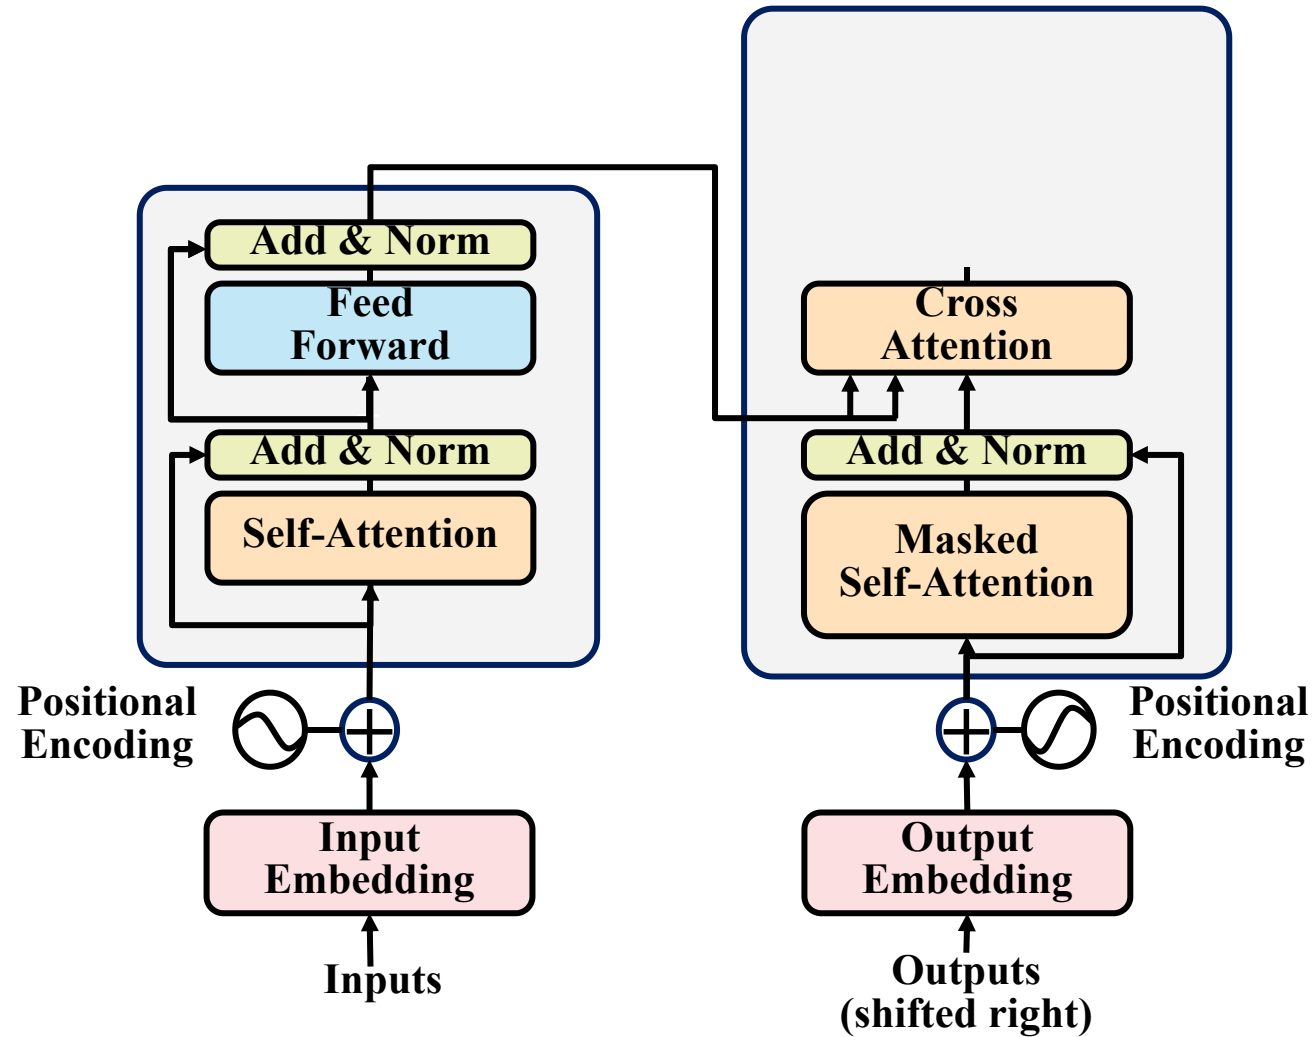 Add & Norm
Feed
Forward
Add & Norm
Self-Attention
Positional
Encoding
Input
Embedding
Inputs
Cross
Attention
Add & Norm
Masked
Self-Attention
Positional
Encoding
Output
Embedding
Outputs
(shifted right)